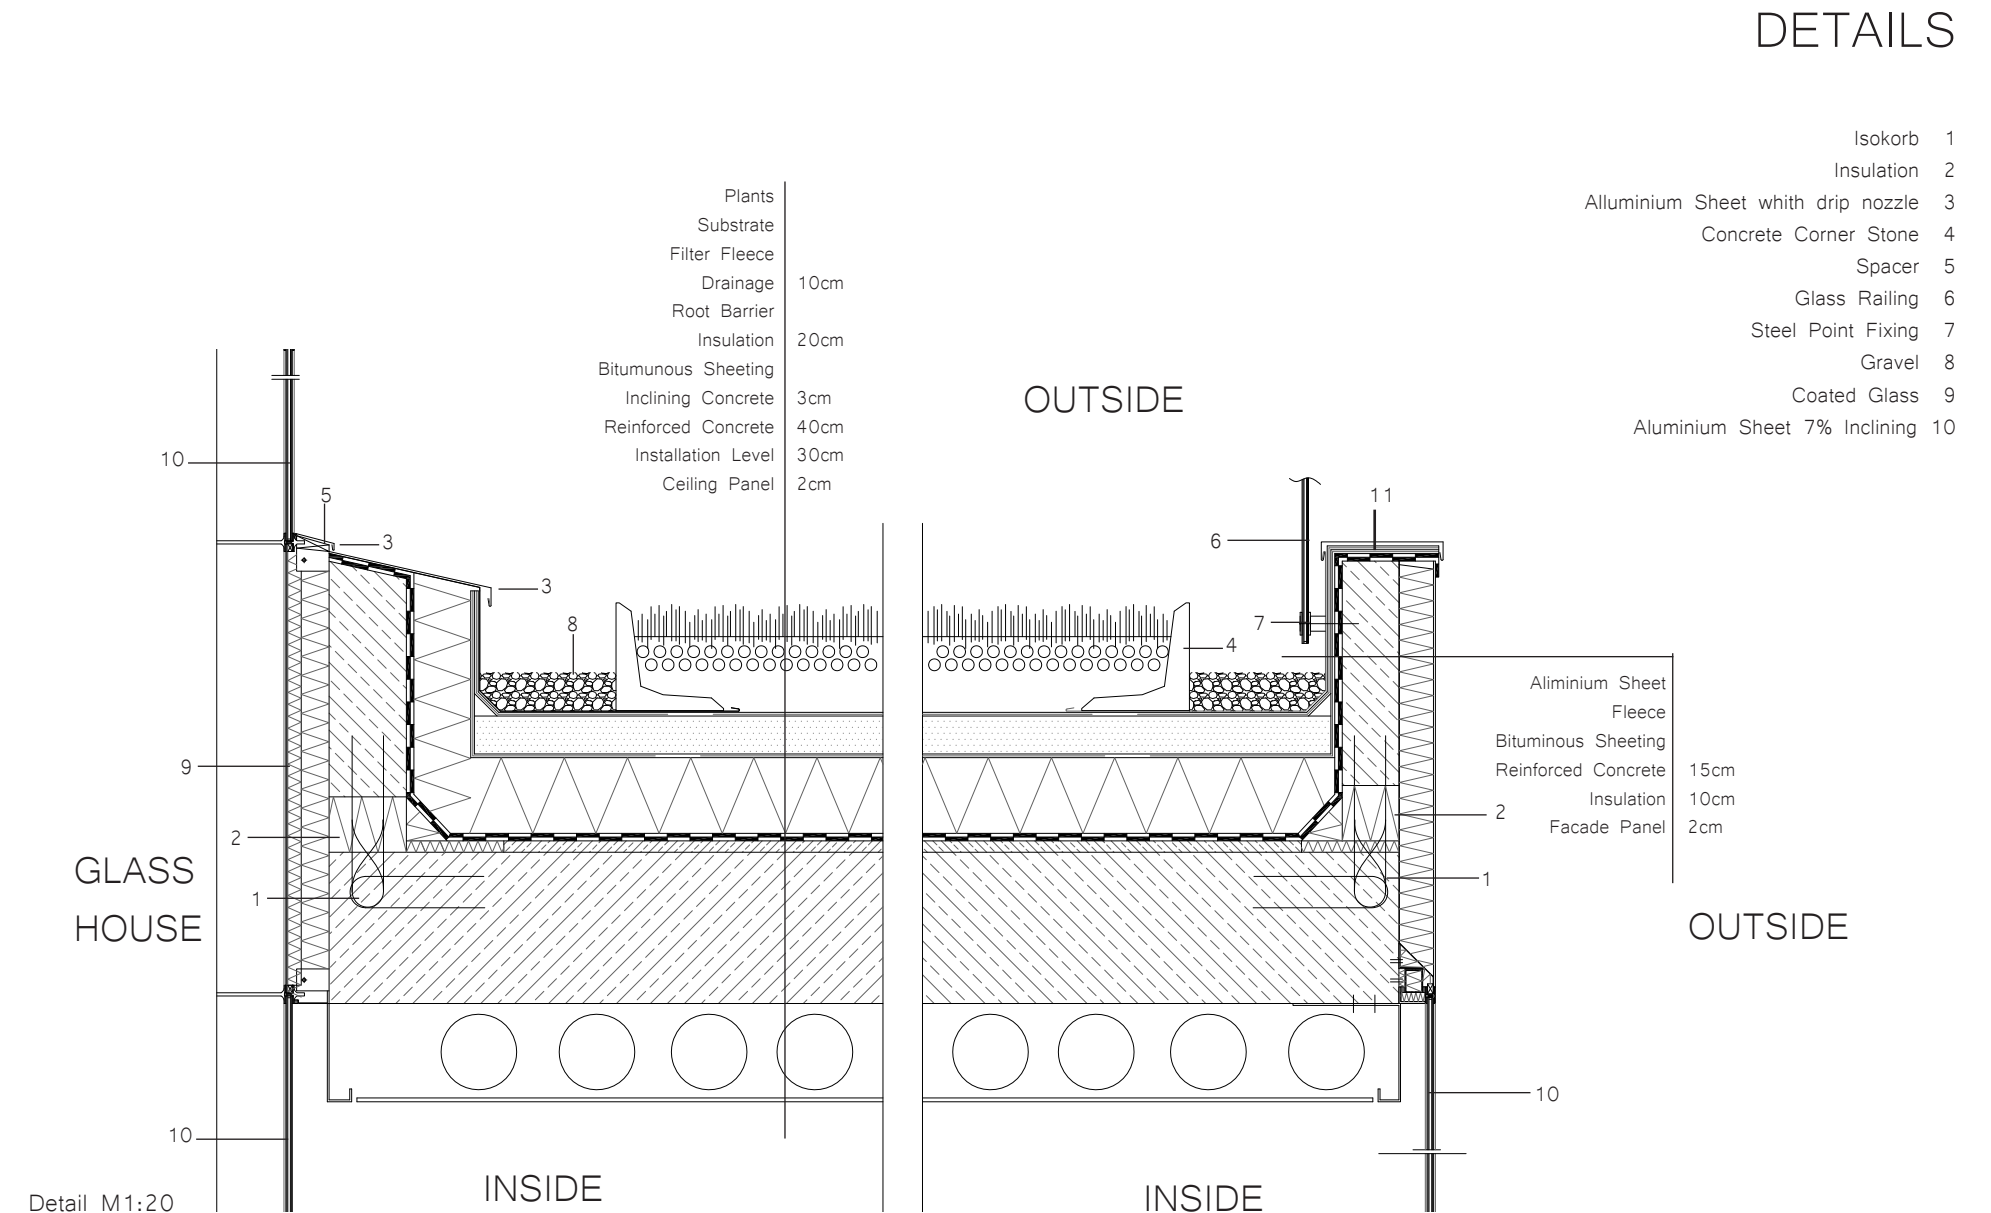 DETAILS
Isokorb 1
Insulation 2
Alluminium Sheet whith drip nozzle 3
Concrete Corner Stone 4
Spacer 5
Glass Railing 6
Steel Point Fixing 7
Gravel 8
Coated Glass 9
Aluminium Sheet 7% Inclining 10
Plants
Substrate
Filter Fleece
Drainage 10cm
Root Barrier
Insulation 20cm
Bitumunous Sheeting
Inclining Concrete 3cm
Reinforced Concrete 40cm
Installation Level 30cm
Ceiling Panel 2cm
OUTSIDE
10
5
3
3
8
6
11
7
4
Aliminium Sheet
Fleece
Bituminous Sheeting
Reinforced Concrete 15cm
Insulation 10cm
Facade Panel 2cm
9
2
2
GLASS
HOUSE
1
1
OUTSIDE
10
10
INSIDE
INSIDE
Detail M1:20